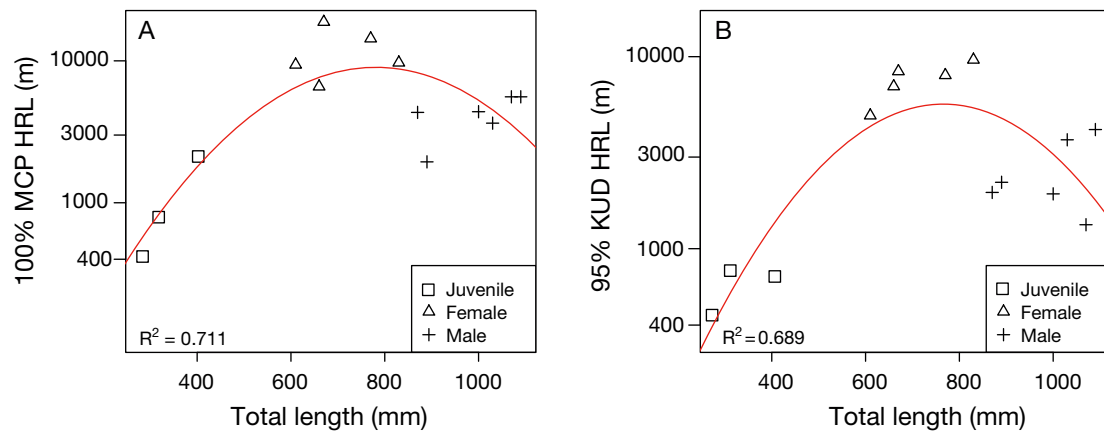 A
100% MCP HRL (m)
10000
3000
1000
400
R² = 0.711
Juvenile
Female
Male
400 600 800 1000
Total length (mm)
B
95% KUD HRL (m)
10000
3000
1000
400
R² = 0.689
Juvenile
Female
Male
400 600 800 1000
Total length (mm)